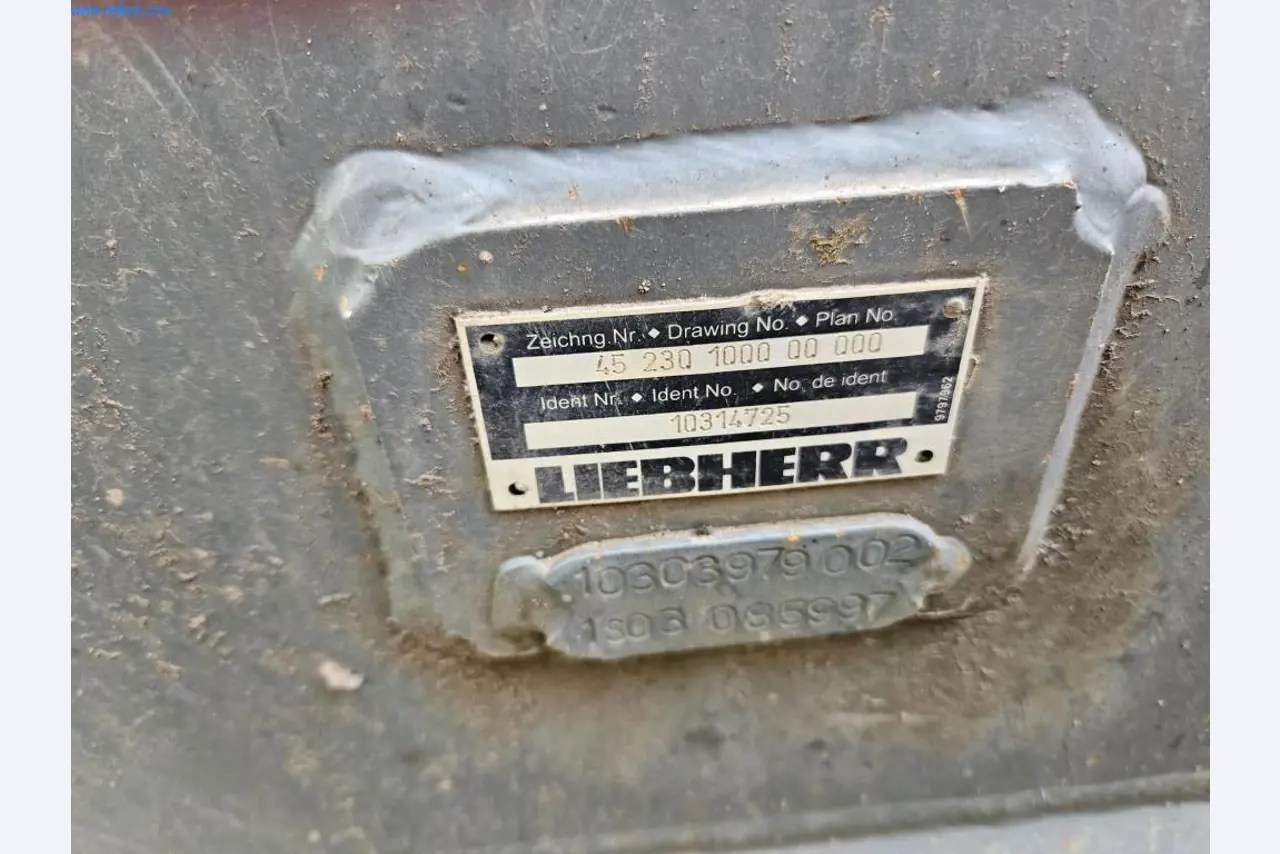 Zeichng.Nr. ◆ Drawing No. ◆ Plan No.
45 230 1000 00 000
Ident Nr. ◆ Ident No. ◆ No. de ident
10314725
9797962
LIEBHERR
10303979 002
1S03 085997